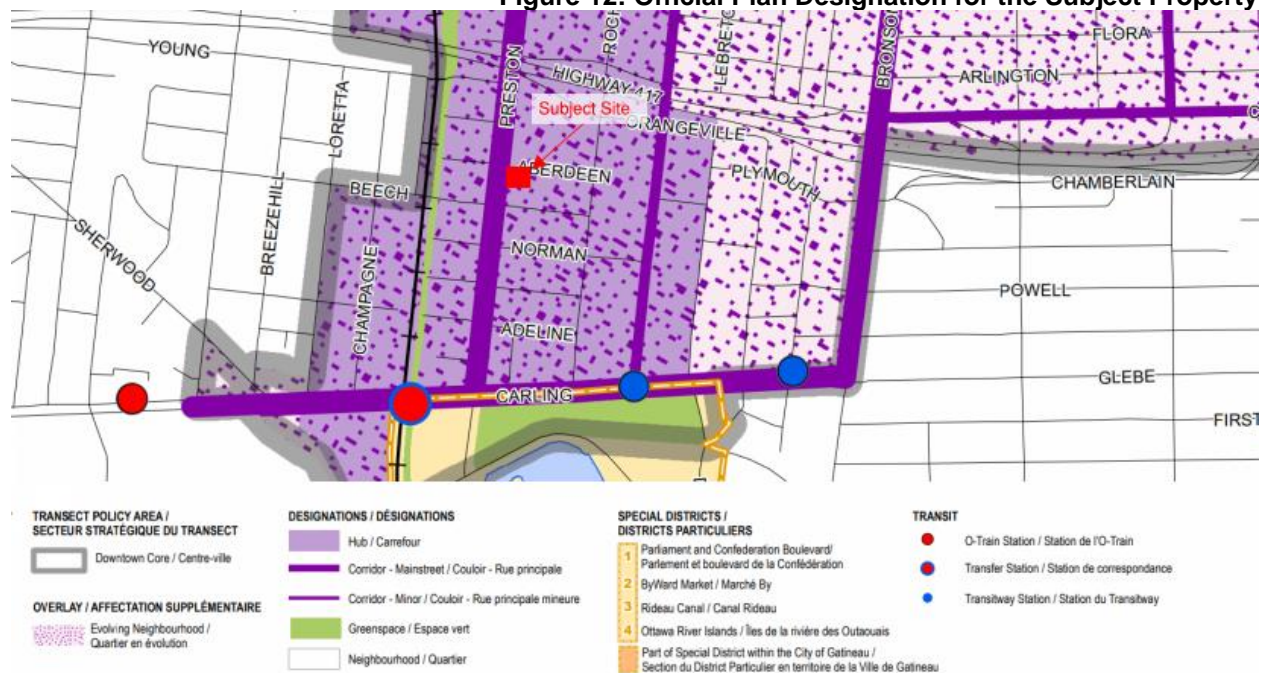 Figure 12. Official Plan Designation for the Subject Property
YOUNG
LORETTA
BREEZEHILL
SHERWOOD
BEECH
CHAMPAGNE
PRESTON
HIGHWAY 417
Subject Site
ORANGEVILLE
ABERDEEN
NORMAN
ADELINE
CARLING
PLYMOUTH
BRONSON
FLORA
ARLINGTON
CHAMBERLAIN
POWELL
GLEBE
FIRST
TRANSECT POLICY AREA /
SECTEUR STRATÉGIQUE DU TRANSECT
Downtown Core / Centre-ville
OVERLAY / AFFECTATION SUPPLÉMENTAIRE
Evolving Neighbourhood /
Quartier en évolution
DESIGNATIONS / DÉSIGNATIONS
Hub / Carrefour
Corridor - Mainstreet / Couloir - Rue principale
Corridor - Minor / Couloir - Rue principale mineure
Greenspace / Espace vert
Neighbourhood / Quartier
SPECIAL DISTRICTS /
DISTRICTS PARTICULIERS
1 Parliament and Confederation Boulevard/
Parlement et boulevard de la Confédération
2 ByWard Market / Marché By
3 Rideau Canal / Canal Rideau
4 Ottawa River Islands / Îles de la rivière des Outaouais
Part of Special District within the City of Gatineau /
Section du District Particulier en territoire de la Ville de Gatineau
TRANSIT
O-Train Station / Station de l'O-Train
Transfer Station / Station de correspondance
Transitway Station / Station du Transitway